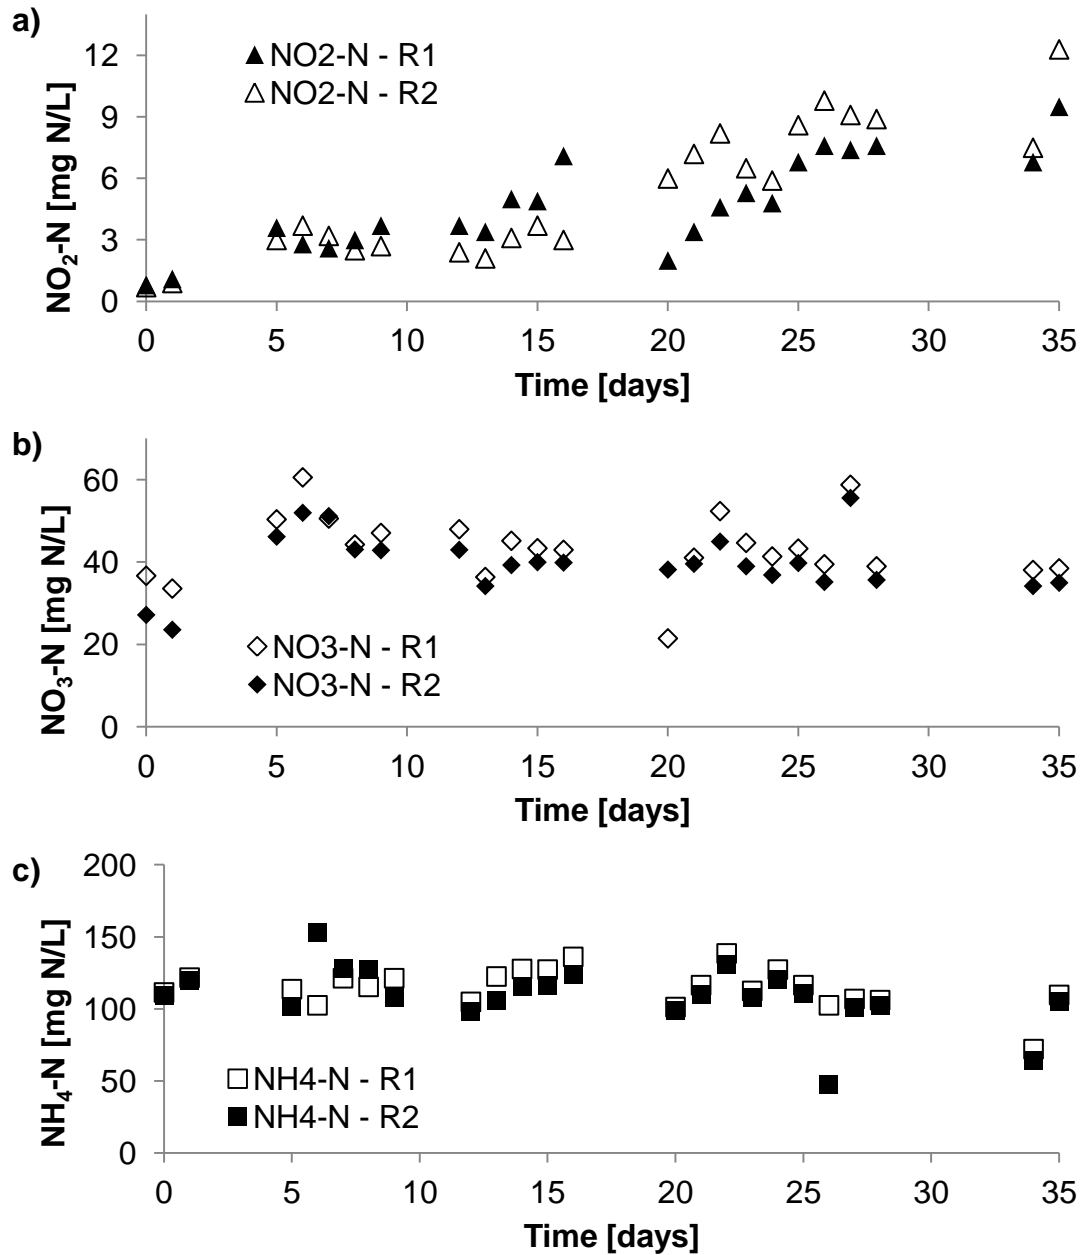 a)
NO₂-N [mg N/L]
12
9
6
3
0
NO2-N - R1
NO2-N - R2
0 5 10 15 20 25 30 35
Time [days]
b)
NO₃-N [mg N/L]
60
40
20
0
NO3-N - R1
NO3-N - R2
0 5 10 15 20 25 30 35
Time [days]
c)
NH₄-N [mg N/L]
200
150
100
50
0
NH4-N - R1
NH4-N - R2
0 5 10 15 20 25 30 35
Time [days]